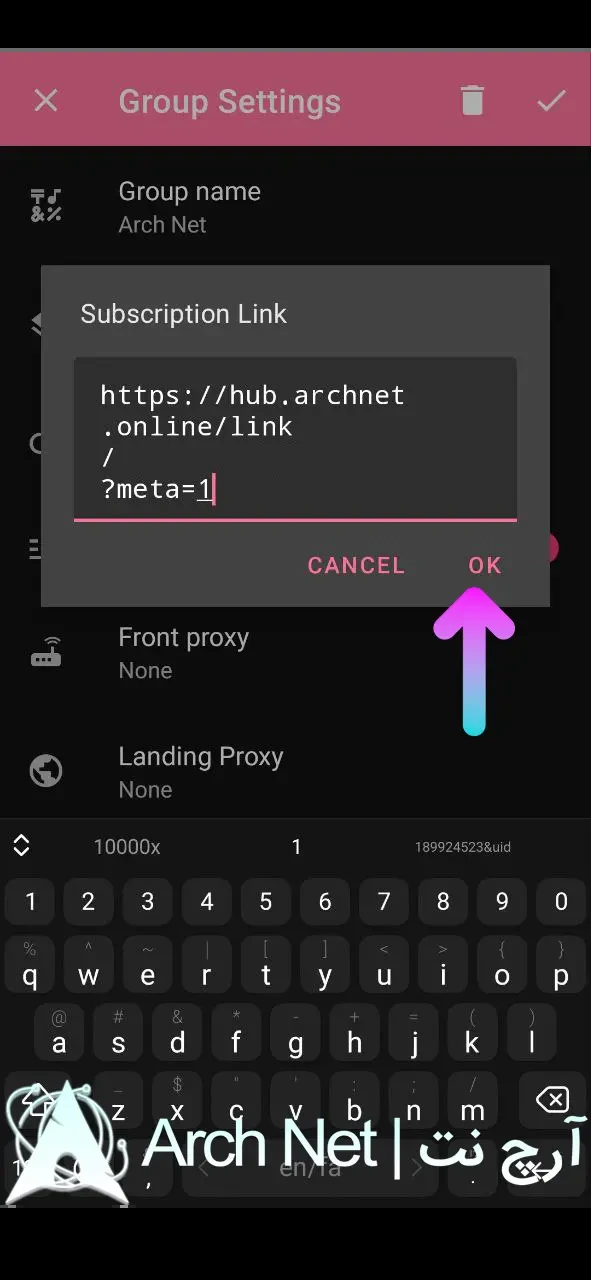 Group Settings
Group name
Arch Net
Subscription Link
https://hub.archnet
.online/link
/
?meta=1
CANCEL OK
Front proxy
None
Landing Proxy
None
10000x 1 189924523&uid
1 2 3 4 5 6 7 8 9 0
% ^ ~ | [ ] < > { }
q w e r t y u i o p
@ # & * - + = ( )
a s d f g h j k l
_ $ " ' : ; /
z x c v b n m
Arch Net | آرچ نت
, < en/fa > .